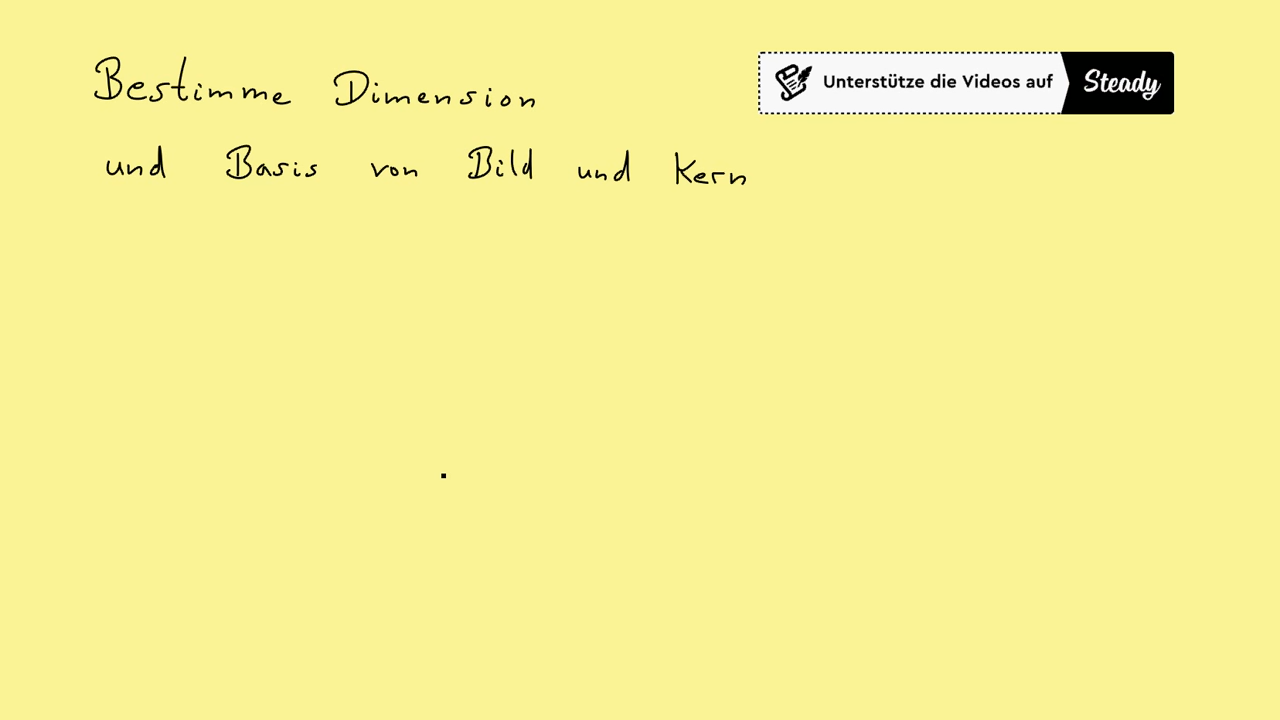 Bestimme Dimension
Unterstütze die Videos auf Steady
und Basis von Bild und Kern